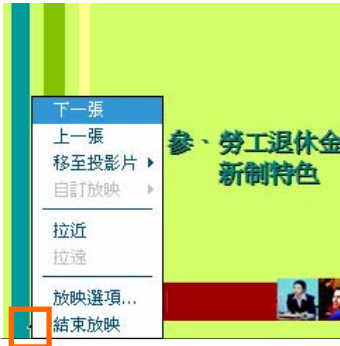 下一張
上一張
移至投影片
自訂放映
拉近
拉遠
放映選項...
結束放映
參、勞工退休金
新制特色